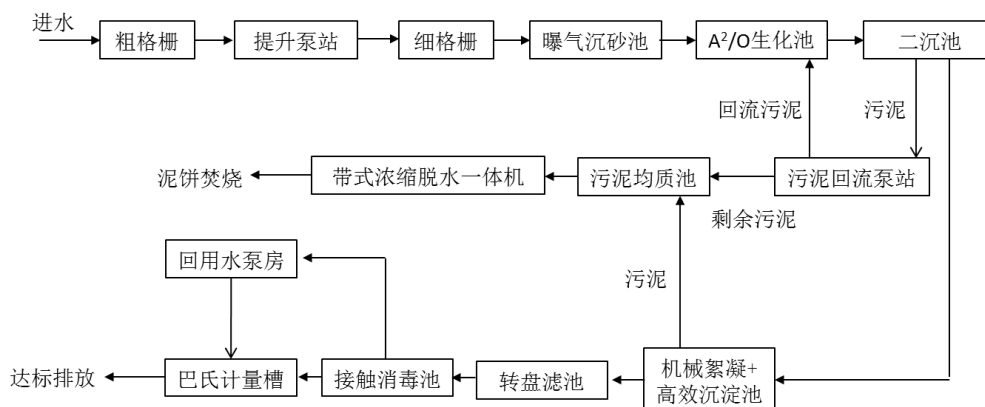 进水
粗格栅
提升泵站
细格栅
曝气沉砂池
A²/O生化池
二沉池
回流污泥
污泥
泥饼焚烧
带式浓缩脱水一体机
污泥均质池
污泥回流泵站
剩余污泥
回用水泵房
污泥
达标排放
巴氏计量槽
接触消毒池
转盘滤池
机械絮凝+
高效沉淀池